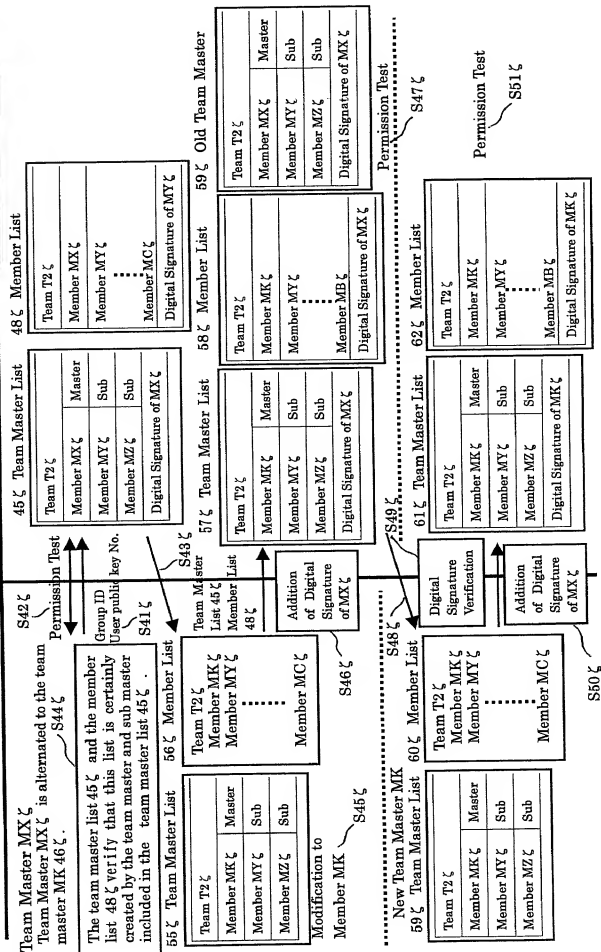 Team Master MXζ
Team Master MXζ is alternated to the team
master MK 46ζ.
S44ζ
The team master list 45ζ and the member
list 48ζ verify that this list is certainly
created by the team master and sub master
included in the team master list 45ζ.
S42ζ
Permission Test
Group ID
User public key No.
S41ζ
S43ζ
45ζ Team Master List
Team T2ζ
Member MXζ Master
Member MYζ Sub
Member MZζ Sub
Digital Signature of MXζ
48ζ Member List
Team T2ζ
Member MXζ
Member MYζ
Member MCζ
Digital Signature of MYζ
55ζ Team Master List
Team T2ζ
Member MKζ Master
Member MYζ Sub
Member MZζ Sub
Modification to
Member MK
S45ζ
56ζ Member List
Team T2ζ
Member MKζ
Member MYζ
Member MCζ
Team Master
List 45ζ
Member List
48ζ
Addition
of Digital
Signature
of MXζ
S46ζ
57ζ Team Master List
Team T2ζ
Member MKζ Master
Member MYζ Sub
Member MZζ Sub
Digital Signature of MXζ
58ζ Member List
Team T2ζ
Member MKζ
Member MYζ
Member MBζ
Digital Signature of MXζ
59ζ Old Team Master
Team T2ζ
Member MXζ Master
Member MYζ Sub
Member MZζ Sub
Digital Signature of MXζ
Permission Test
S47ζ
New Team Master MK
59ζ Team Master List
Team T2ζ
Member MKζ Master
Member MYζ Sub
Member MZζ Sub
60ζ Member List
Team T2ζ
Member MKζ
Member MYζ
Member MCζ
S48ζ
S49ζ
Digital
Signature
Verification
Addition
of Digital
Signature
of MXζ
S50ζ
61ζ Team Master List
Team T2ζ
Member MKζ Master
Member MYζ Sub
Member MZζ Sub
Digital Signature of MKζ
62ζ Member List
Team T2ζ
Member MKζ
Member MYζ
Member MBζ
Digital Signature of MKζ
Permission Test
S51ζ